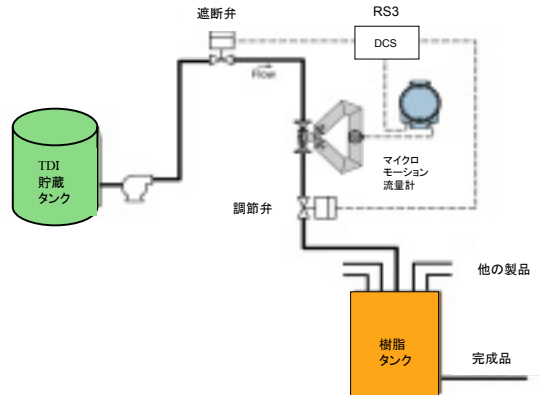 遮断弁
RS3
DCS
Flow
TDI
貯蔵
タンク
マイクロ
モーション
流量計
調節弁
他の製品
樹脂
タンク
完成品